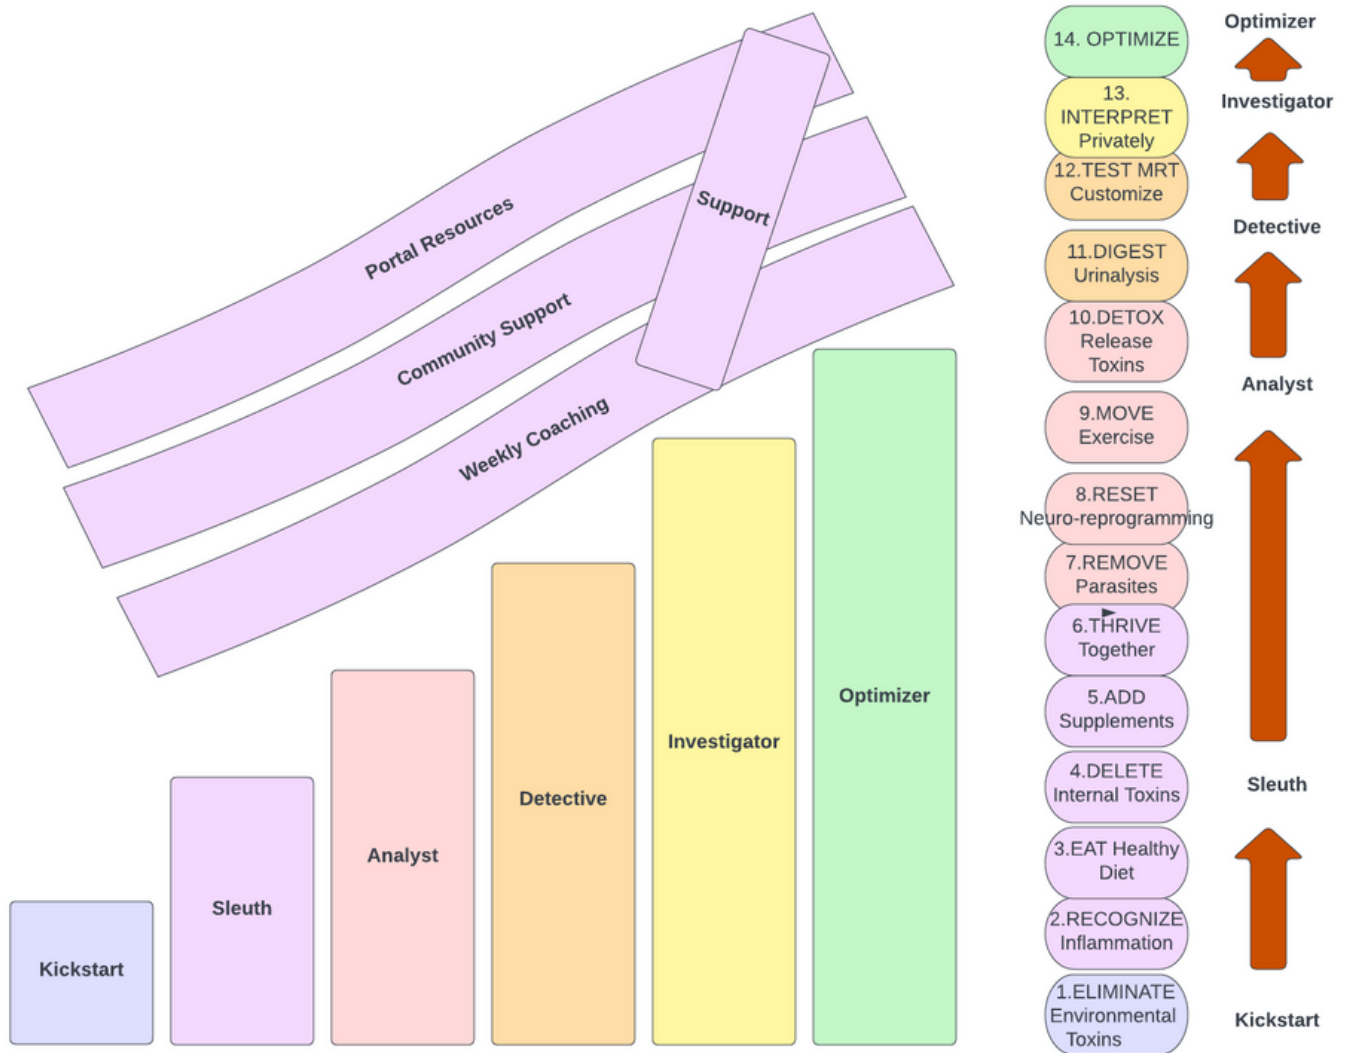 Portal Resources
Community Support
Weekly Coaching
Support
Kickstart
Sleuth
Analyst
Detective
Investigator
Optimizer
14. OPTIMIZE
13.
INTERPRET
Privately
12.TEST MRT
Customize
11.DIGEST
Urinalysis
10.DETOX
Release
Toxins
9.MOVE
Exercise
8.RESET
Neuro-reprogramming
7.REMOVE
Parasites
6.THRIVE
Together
5.ADD
Supplements
4.DELETE
Internal Toxins
3.EAT Healthy
Diet
2.RECOGNIZE
Inflammation
1.ELIMINATE
Environmental
Toxins
Optimizer
Investigator
Detective
Analyst
Sleuth
Kickstart